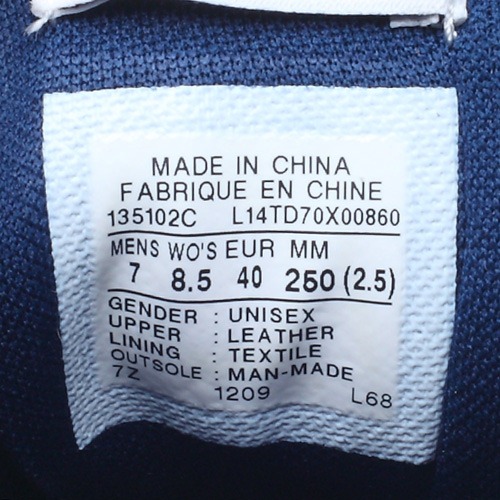 MADE IN CHINA
FABRIQUE EN CHINE
135102C L14TD70X00860
MENS WO'S EUR MM
7 8.5 40 250 (2.5)
GENDER : UNISEX
UPPER : LEATHER
LINING : TEXTILE
OUTSOLE : MAN-MADE
7Z 1209 L68